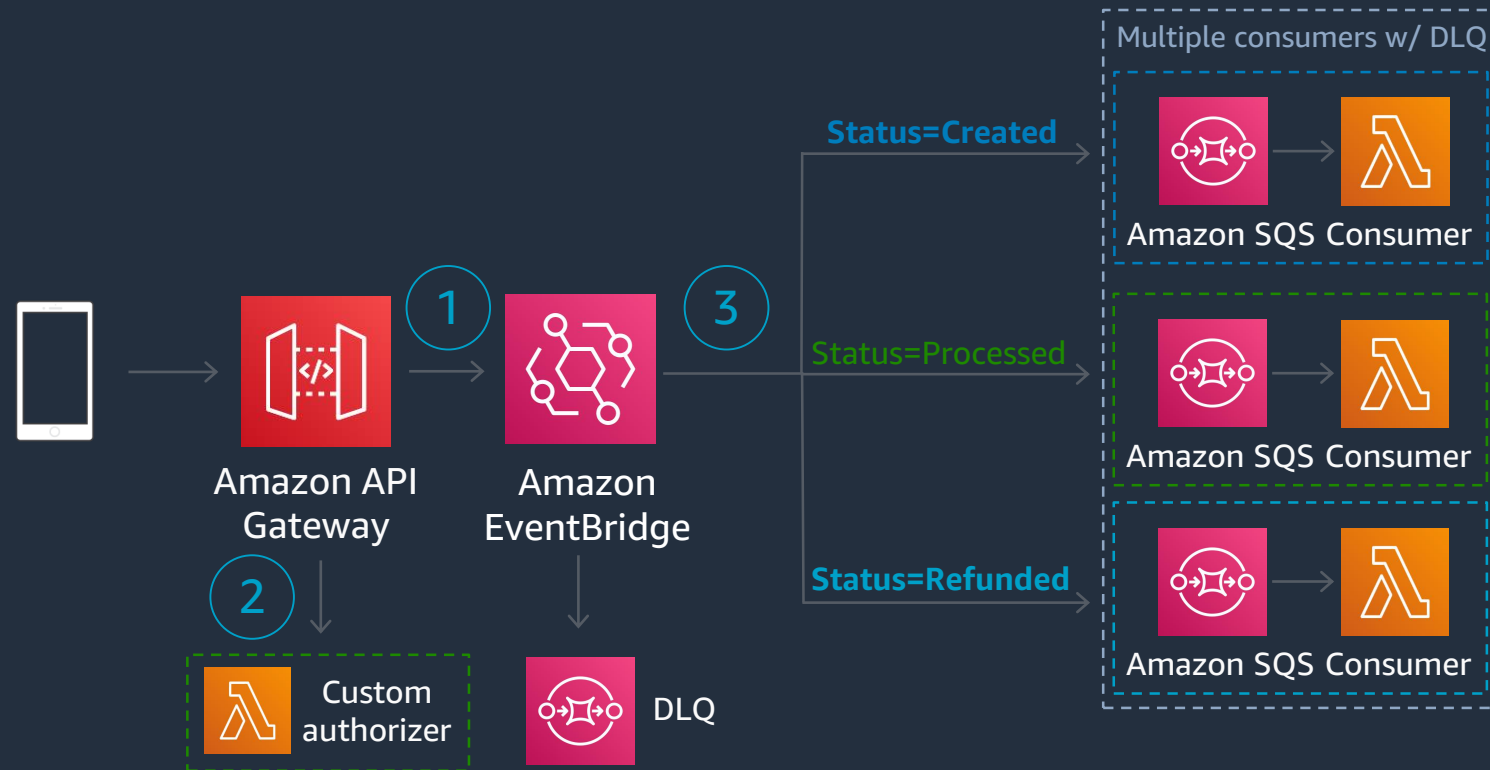 Multiple consumers w/ DLQ
Status=Created
Amazon SQS Consumer
1
3
Status=Processed
Amazon SQS Consumer
</>
Amazon API
Gateway
Amazon
EventBridge
2
Status=Refunded
Amazon SQS Consumer
Custom
authorizer
DLQ